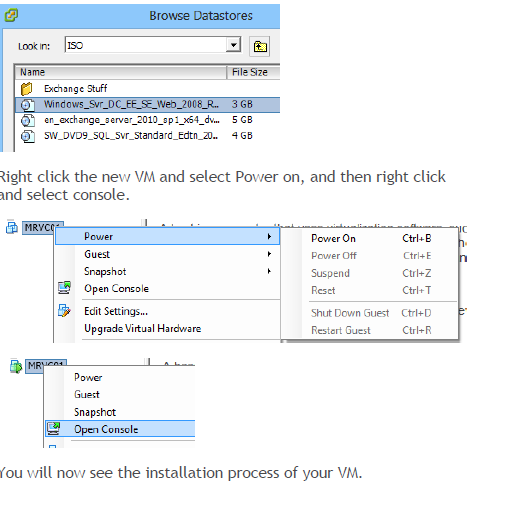 Browse Datastores
Look in: ISO
Name File Size
Exchange Stuff
Windows_Svr_DC_EE_SE_Web_2008_R... 3 GB
en_exchange_server_2010_sp1_x64_dv... 5 GB
SW_DVD9_SQL_Svr_Standard_Edtn_20... 4 GB
Right click the new VM and select Power on, and then right click
and select console.
MRVC01
Power
Power On Ctrl+B
Guest
Power Off Ctrl+E
Snapshot
Suspend Ctrl+Z
Open Console
Reset Ctrl+T
Edit Settings...
Shut Down Guest Ctrl+D
Upgrade Virtual Hardware
Restart Guest Ctrl+R
MRVC01
Power
Guest
Snapshot
Open Console
You will now see the installation process of your VM.